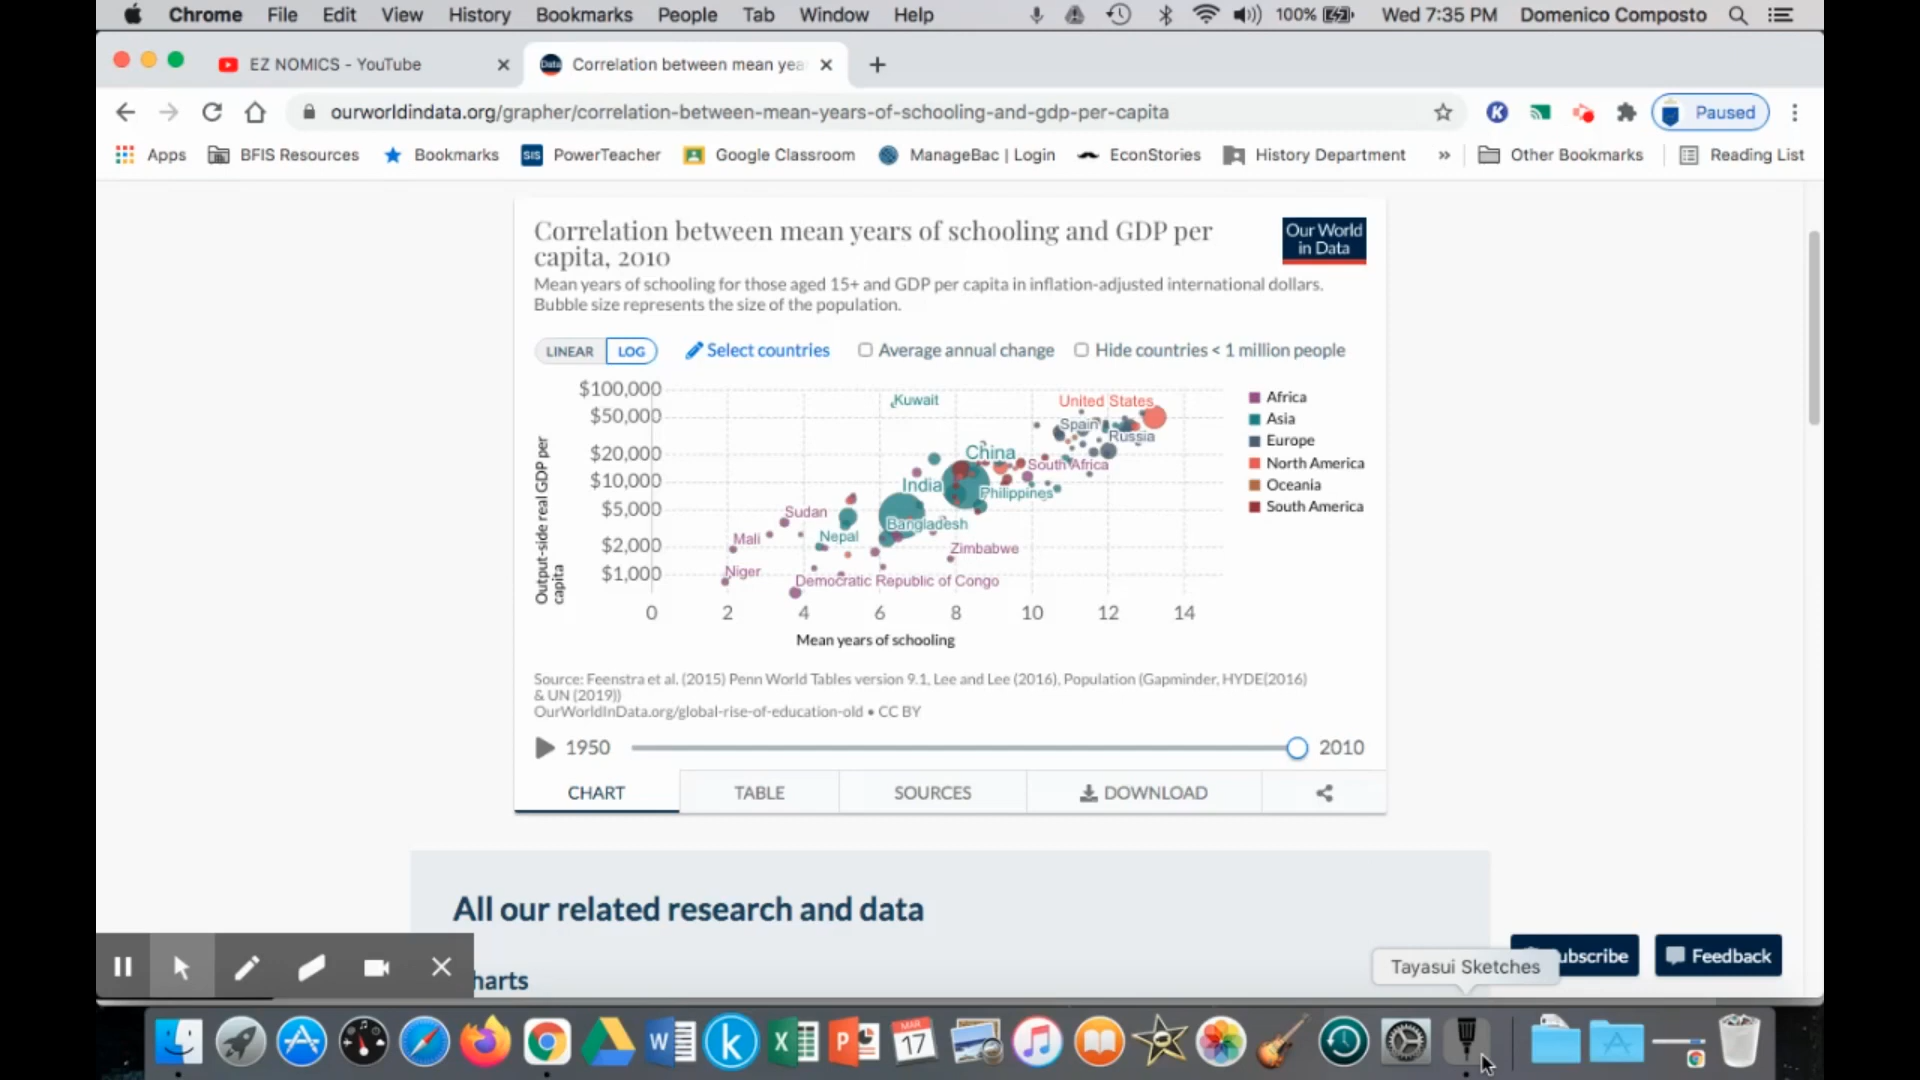 Chrome File Edit View History Bookmarks People Tab Window Help 100% Wed 7:35 PM Domenico Composto
EZ NOMICS - YouTube
Correlation between mean yea
ourworldindata.org/grapher/correlation-between-mean-years-of-schooling-and-gdp-per-capita
K
Paused
Apps BFIS Resources Bookmarks SIS PowerTeacher Google Classroom ManageBac | Login EconStories History Department » Other Bookmarks Reading List
Correlation between mean years of schooling and GDP per
capita, 2010
Our World
in Data
Mean years of schooling for those aged 15+ and GDP per capita in inflation-adjusted international dollars.
Bubble size represents the size of the population.
LINEAR LOG Select countries Average annual change Hide countries < 1 million people
Output-side real GDP per
capita
$100,000
$50,000
$20,000
$10,000
$5,000
$2,000
$1,000
Kuwait
United States
Spain
Russia
China
South Africa
India
Philippines
Sudan
Bangladesh
Nepal
Mali
Zimbabwe
Niger
Democratic Republic of Congo
0 2 4 6 8 10 12 14
Mean years of schooling
Africa
Asia
Europe
North America
Oceania
South America
Source: Feenstra et al. (2015) Penn World Tables version 9.1, Lee and Lee (2016), Population (Gapminder, HYDE(2016)
& UN (2019))
OurWorldInData.org/global-rise-of-education-old • CC BY
1950 2010
CHART TABLE SOURCES DOWNLOAD
All our related research and data
harts
ubscribe
Feedback
Tayasui Sketches
W
k
X
P
MAR
17